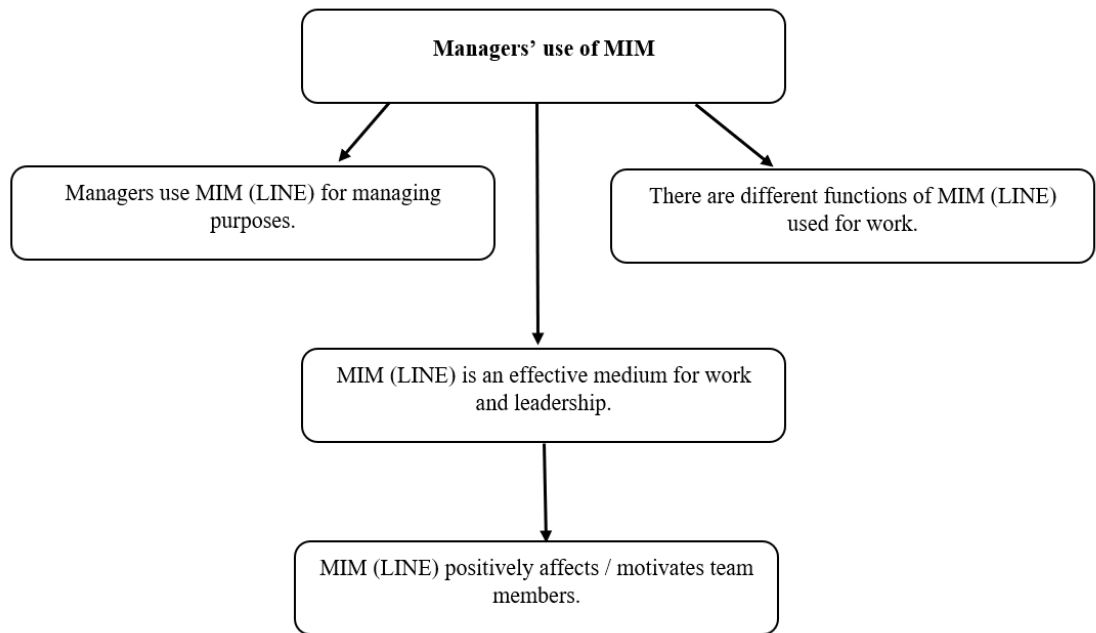 Managers’ use of MIM
Managers use MIM (LINE) for managing
purposes.
There are different functions of MIM (LINE)
used for work.
MIM (LINE) is an effective medium for work
and leadership.
MIM (LINE) positively affects / motivates team
members.